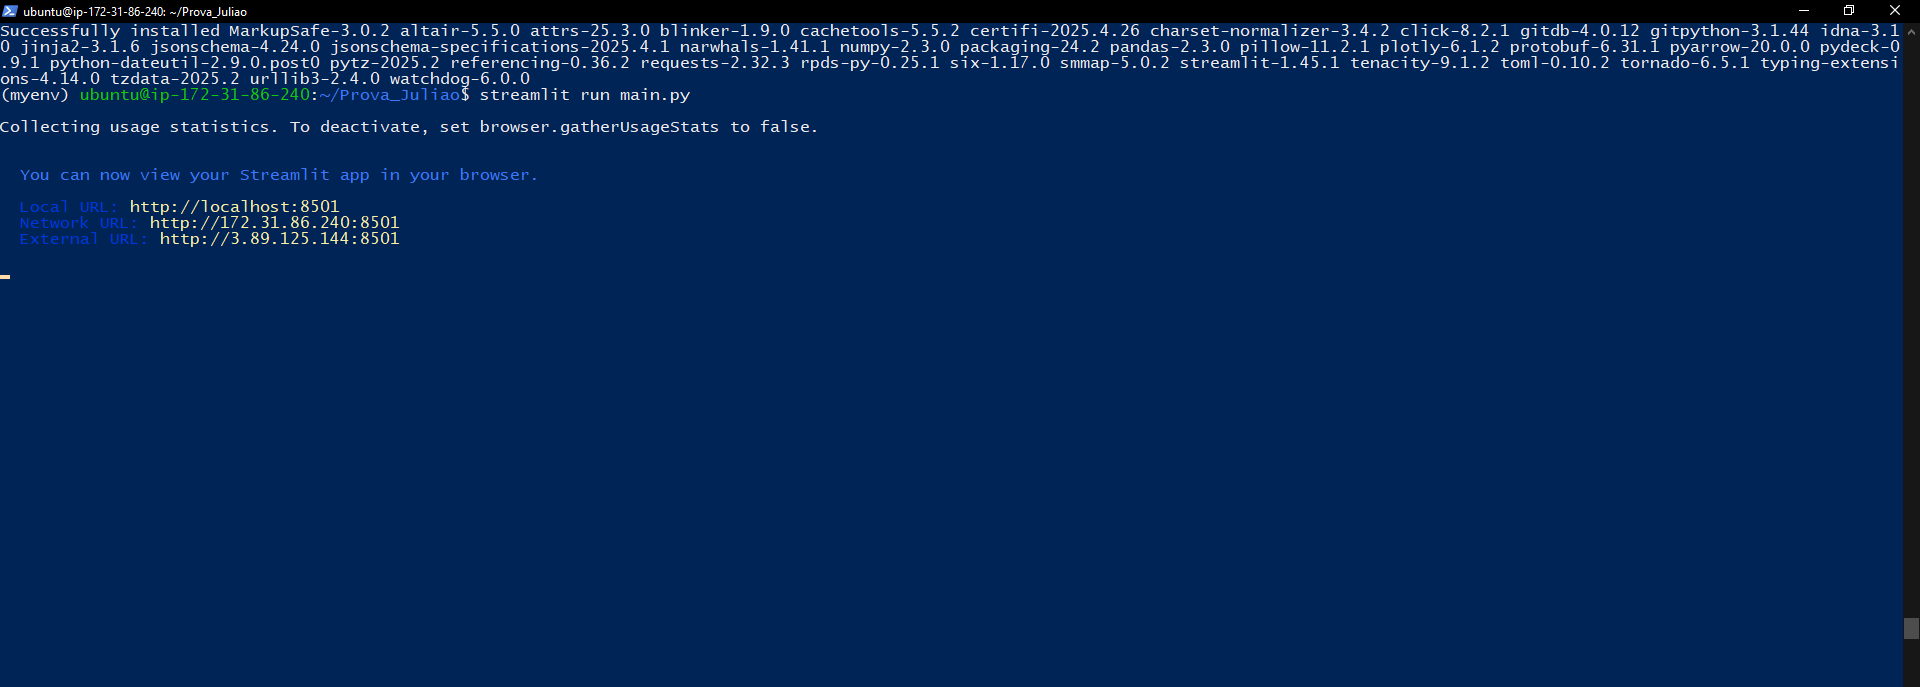 ubuntu@ip-172-31-86-240: ~/Prova_Juliao
Successfully installed MarkupSafe-3.0.2 altair-5.5.0 attrs-25.3.0 blinker-1.9.0 cachetools-5.5.2 certifi-2025.4.26 charset-normalizer-3.4.2 click-8.2.1 gitdb-4.0.12 gitpython-3.1.44 idna-3.1
0 jinja2-3.1.6 jsonschema-4.24.0 jsonschema-specifications-2025.4.1 narwhals-1.41.1 numpy-2.3.0 packaging-24.2 pandas-2.3.0 pillow-11.2.1 plotly-6.1.2 protobuf-6.31.1 pyarrow-20.0.0 pydeck-0
.9.1 python-dateutil-2.9.0.post0 pytz-2025.2 referencing-0.36.2 requests-2.32.3 rpds-py-0.25.1 six-1.17.0 smmap-5.0.2 streamlit-1.45.1 tenacity-9.1.2 toml-0.10.2 tornado-6.5.1 typing-extensi
ons-4.14.0 tzdata-2025.2 urllib3-2.4.0 watchdog-6.0.0
(myenv) ubuntu@ip-172-31-86-240:~/Prova_Juliao$ streamlit run main.py
Collecting usage statistics. To deactivate, set browser.gatherUsageStats to false.
You can now view your Streamlit app in your browser.
Local URL: http://localhost:8501
Network URL: http://172.31.86.240:8501
External URL: http://3.89.125.144:8501